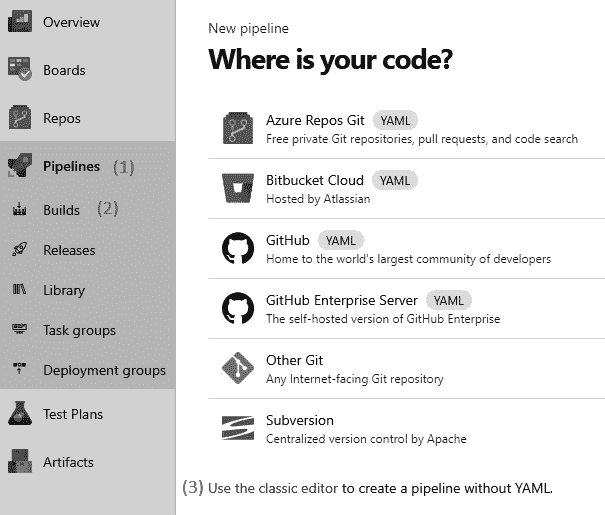 Overview
Boards
Repos
Pipelines (1)
Builds (2)
Releases
Library
Task groups
Deployment groups
Test Plans
Artifacts
New pipeline
Where is your code?
Azure Repos Git YAML
Free private Git repositories, pull requests, and code search
Bitbucket Cloud YAML
Hosted by Atlassian
GitHub YAML
Home to the world's largest community of developers
GitHub Enterprise Server YAML
The self-hosted version of GitHub Enterprise
Other Git
Any Internet-facing Git repository
Subversion
Centralized version control by Apache
(3) Use the classic editor to create a pipeline without YAML.